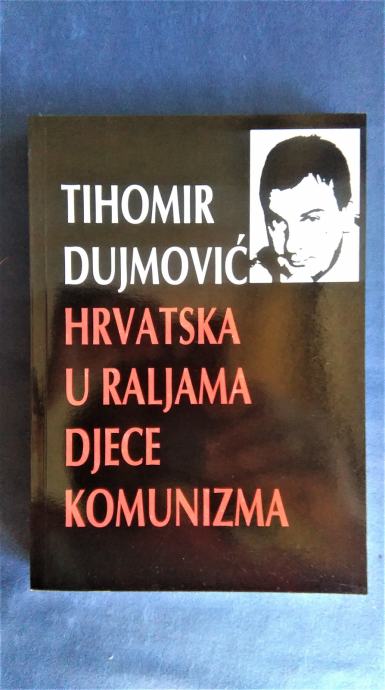 TIHOMIR
DUJMOVIĆ
HRVATSKA
U RALJAMA
DJECE
KOMUNIZMA